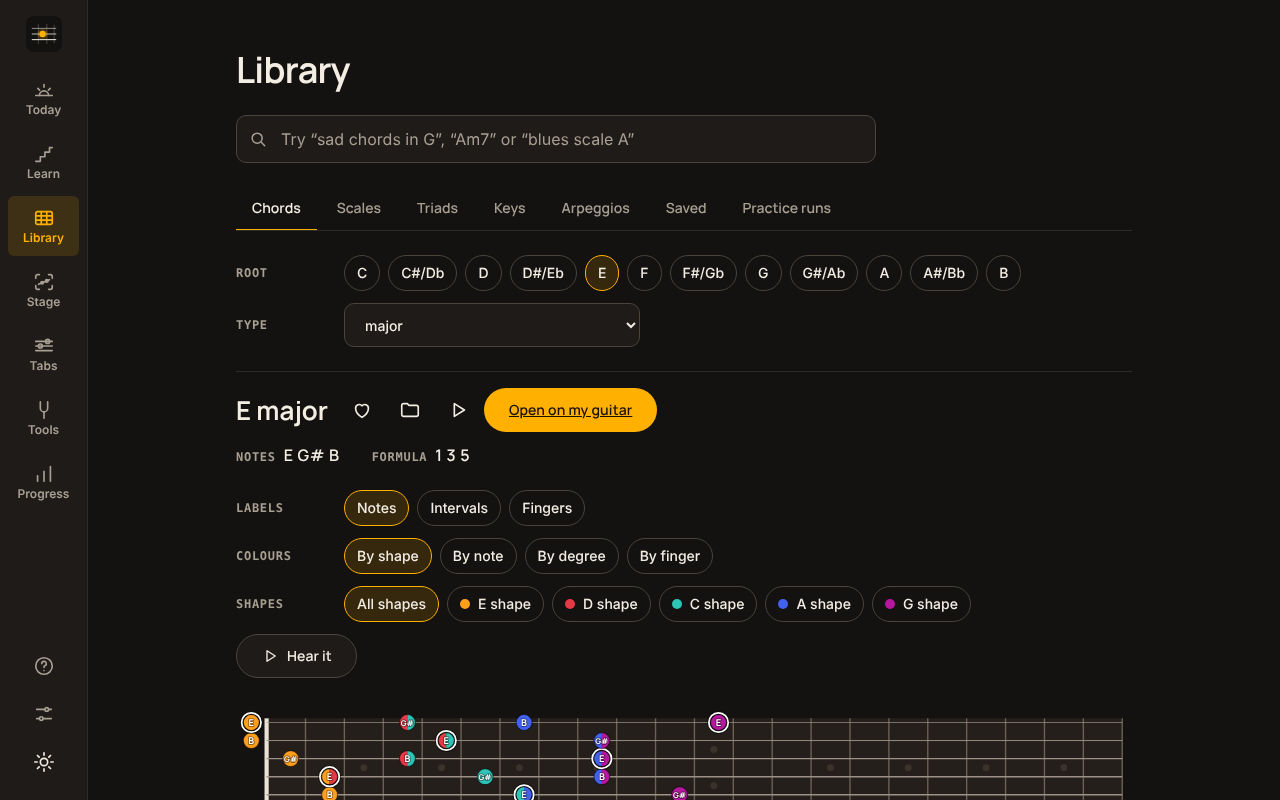 Library
Try “sad chords in G”, “Am7” or “blues scale A”
Today
Learn
Library
Stage
Tabs
Tools
Progress
Chords Scales Triads Keys Arpeggios Saved Practice runs
ROOT C C#/Db D D#/Eb E F F#/Gb G G#/Ab A A#/Bb B
TYPE major
E major Open on my guitar
NOTES E G# B FORMULA 1 3 5
LABELS Notes Intervals Fingers
COLOURS By shape By note By degree By finger
SHAPES All shapes E shape D shape C shape A shape G shape
Hear it
E G# B E
B E G#
G# B E
E G# B
B E G#